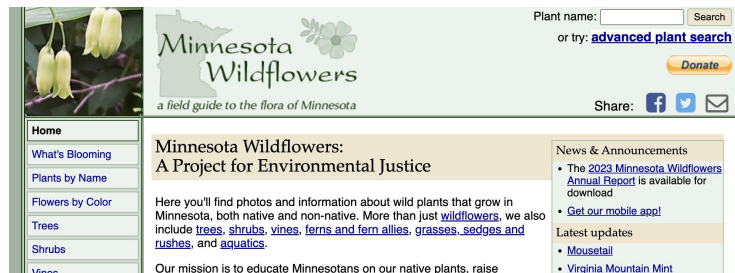 Plant name:
Search
or try: advanced plant search
Donate
Share:
Minnesota
Wildflowers
a field guide to the flora of Minnesota
Home
What's Blooming
Plants by Name
Flowers by Color
Trees
Shrubs
Vines
Minnesota Wildflowers:
A Project for Environmental Justice
Here you'll find photos and information about wild plants that grow in
Minnesota, both native and non-native. More than just wildflowers, we also
include trees, shrubs, vines, ferns and fern allies, grasses, sedges and
rushes, and aquatics.
Our mission is to educate Minnesotans on our native plants, raise
News & Announcements
• The 2023 Minnesota Wildflowers
Annual Report is available for
download
• Get our mobile app!
Latest updates
• Mousetail
• Virginia Mountain Mint